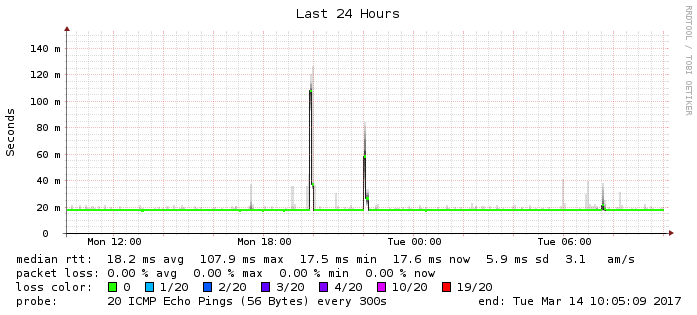 Last 24 Hours
RRDTOOL / TOBI OETIKER
Seconds
140 m
120 m
100 m
80 m
60 m
40 m
20 m
0
Mon 12:00 Mon 18:00 Tue 00:00 Tue 06:00
median rtt: 18.2 ms avg 107.9 ms max 17.5 ms min 17.6 ms now 5.9 ms sd 3.1 am/s
packet loss: 0.00 % avg 0.00 % max 0.00 % min 0.00 % now
loss color: 0 1/20 2/20 3/20 4/20 10/20 19/20
probe: 20 ICMP Echo Pings (56 Bytes) every 300s end: Tue Mar 14 10:05:09 2017